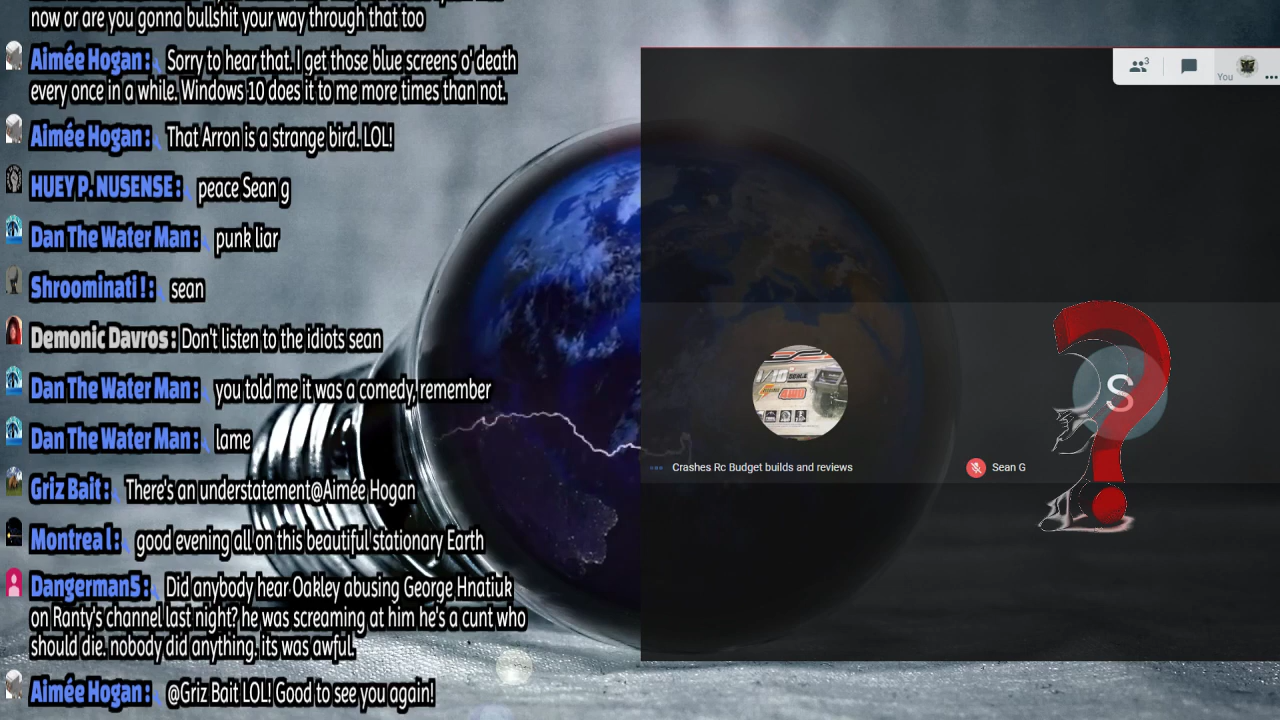 now or are you gonna bullshit your way through that too
Aimée Hogan : Sorry to hear that. I get those blue screens o' death
every once in a while. Windows 10 does it to me more times than not.
Aimée Hogan : That Arron is a strange bird. LOL!
HUEY P. NUSENSE : peace Sean g
Dan The Water Man : punk liar
Shroominati ! : sean
Demonic Davros : Don't listen to the idiots sean
Dan The Water Man : you told me it was a comedy, remember
Dan The Water Man : lame
Griz Bait : There's an understatement@Aimée Hogan
Montrea l : good evening all on this beautiful stationary Earth
Dangerman5 : Did anybody hear Oakley abusing George Hnatiuk
on Ranty's channel last night? he was screaming at him he's a cunt who
should die. nobody did anything. its was awful.
Aimée Hogan : @Griz Bait LOL! Good to see you again!
3
You
1/10 SCALE
4WD
S
Crashes Rc Budget builds and reviews
Sean G